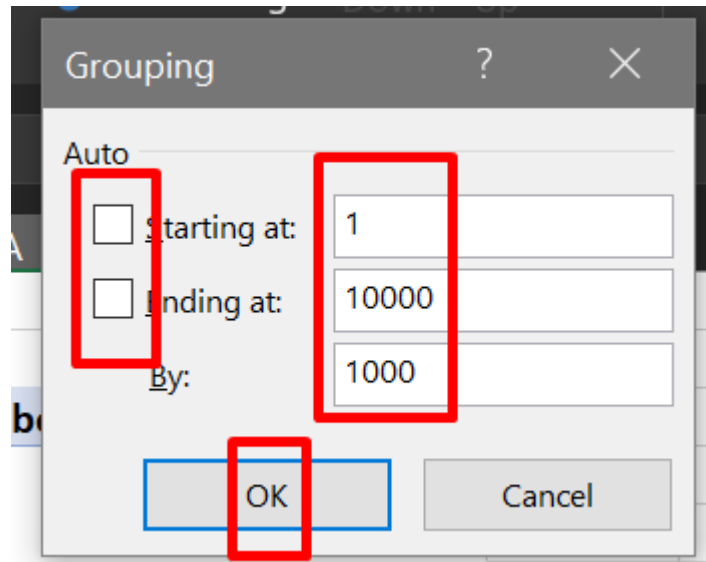 Grouping ?
Auto
Starting at: 1
Ending at: 10000
By: 1000
OK Cancel